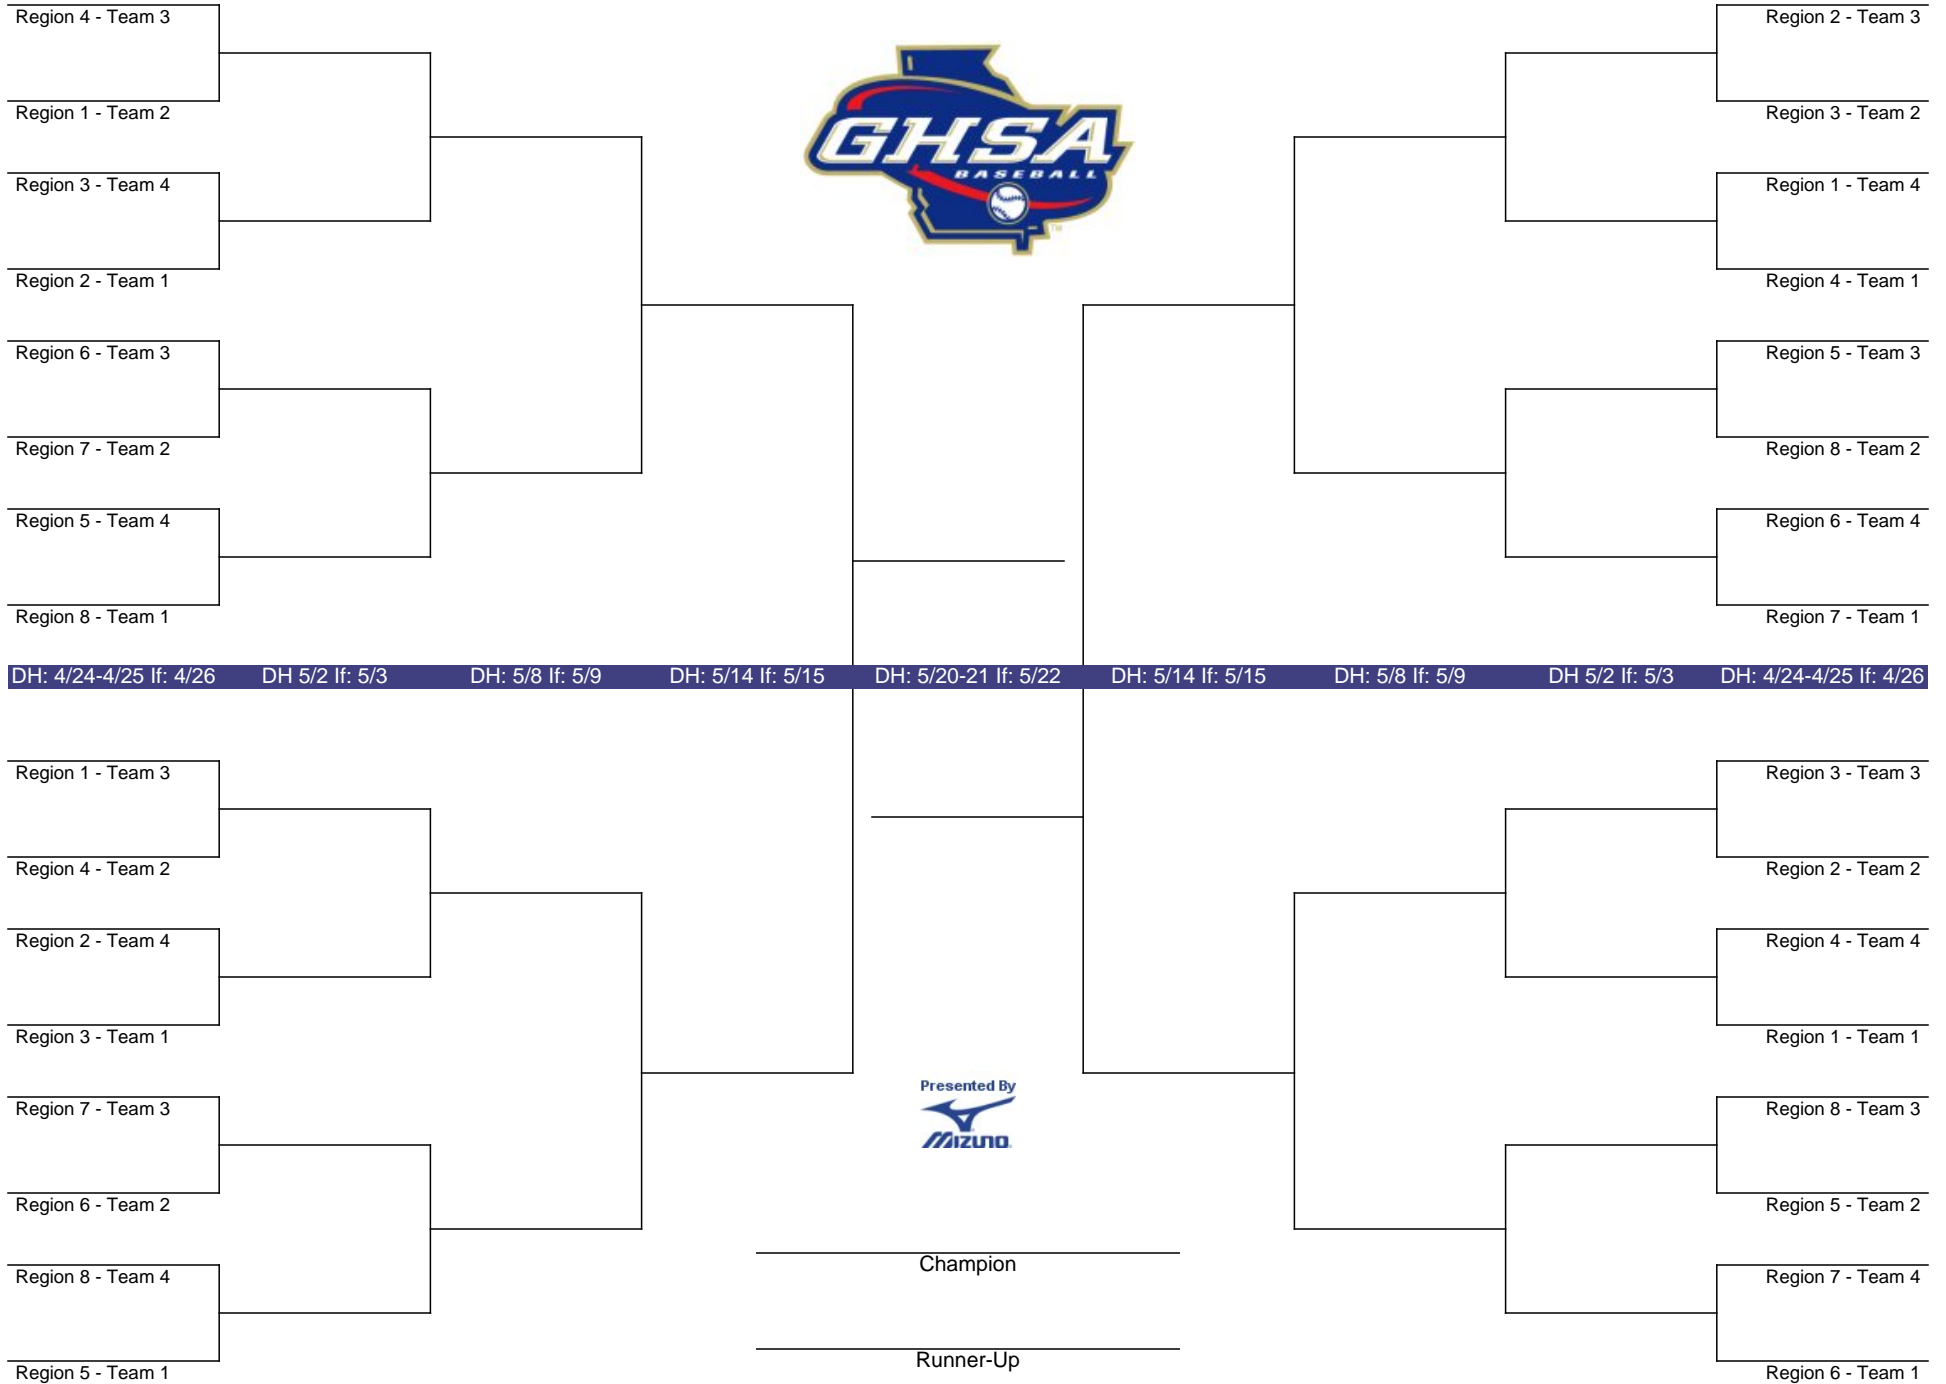 Region 4 - Team 3
Region 2 - Team 3
Region 1 - Team 2
Region 3 - Team 2
GHSA
BASEBALL
TM
Region 3 - Team 4
Region 1 - Team 4
Region 2 - Team 1
Region 4 - Team 1
Region 6 - Team 3
Region 5 - Team 3
Region 7 - Team 2
Region 8 - Team 2
Region 5 - Team 4
Region 6 - Team 4
Region 8 - Team 1
Region 7 - Team 1
DH: 4/24-4/25 If: 4/26 DH 5/2 If: 5/3 DH: 5/8 If: 5/9 DH: 5/14 If: 5/15 DH: 5/20-21 If: 5/22 DH: 5/14 If: 5/15 DH: 5/8 If: 5/9 DH 5/2 If: 5/3 DH: 4/24-4/25 If: 4/26
Region 1 - Team 3
Region 3 - Team 3
Region 4 - Team 2
Region 2 - Team 2
Region 2 - Team 4
Region 4 - Team 4
Region 3 - Team 1
Region 1 - Team 1
Presented By
Mizuno
Region 7 - Team 3
Region 8 - Team 3
Region 6 - Team 2
Region 5 - Team 2
Champion
Region 8 - Team 4
Region 7 - Team 4
Runner-Up
Region 5 - Team 1
Region 6 - Team 1